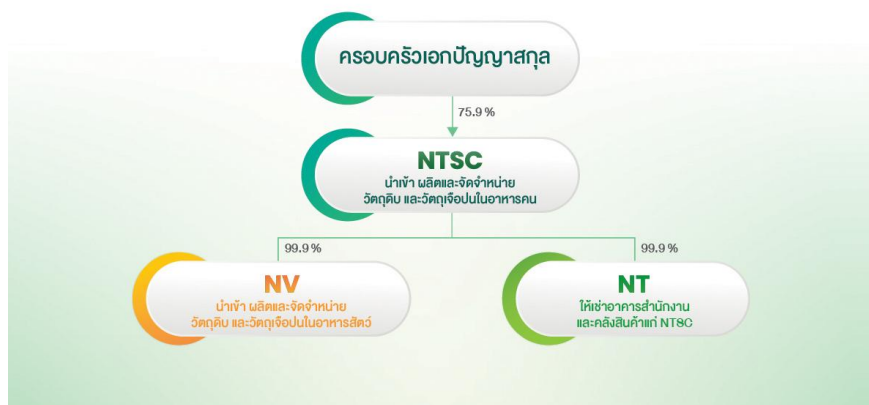 ครอบครัวเอกปัญญาสกุล
75.9 %
NTSC
นำเข้า ผลิตและจัดจำหน่าย
วัตถุดิบ และวัตถุเจือปนในอาหารคน
99.9 %
99.9 %
NV
นำเข้า ผลิตและจัดจำหน่าย
วัตถุดิบ และวัตถุเจือปนในอาหารสัตว์
NT
ให้เช่าอาคารสำนักงาน
และคลังสินค้าแก่ NTSC